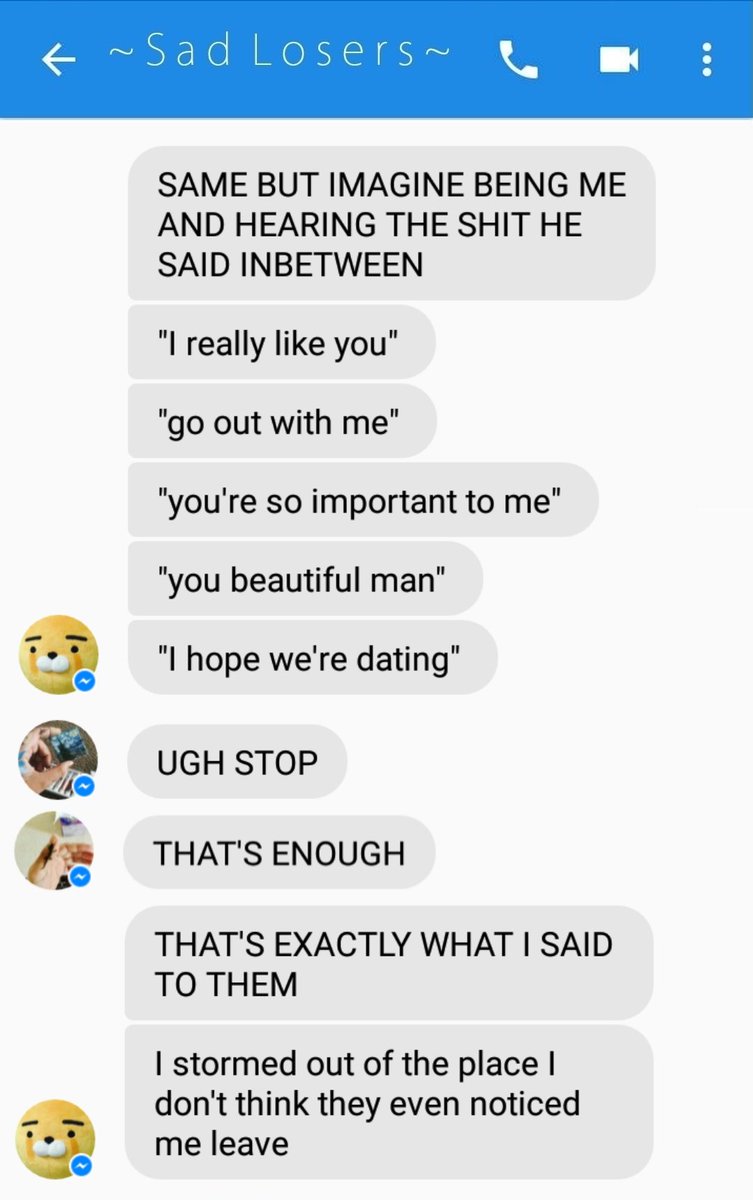 ~Sad Losers~
SAME BUT IMAGINE BEING ME
AND HEARING THE SHIT HE
SAID INBETWEEN
"I really like you"
"go out with me"
"you're so important to me"
"you beautiful man"
"I hope we're dating"
UGH STOP
THAT'S ENOUGH
THAT'S EXACTLY WHAT I SAID
TO THEM
I stormed out of the place I
don't think they even noticed
me leave